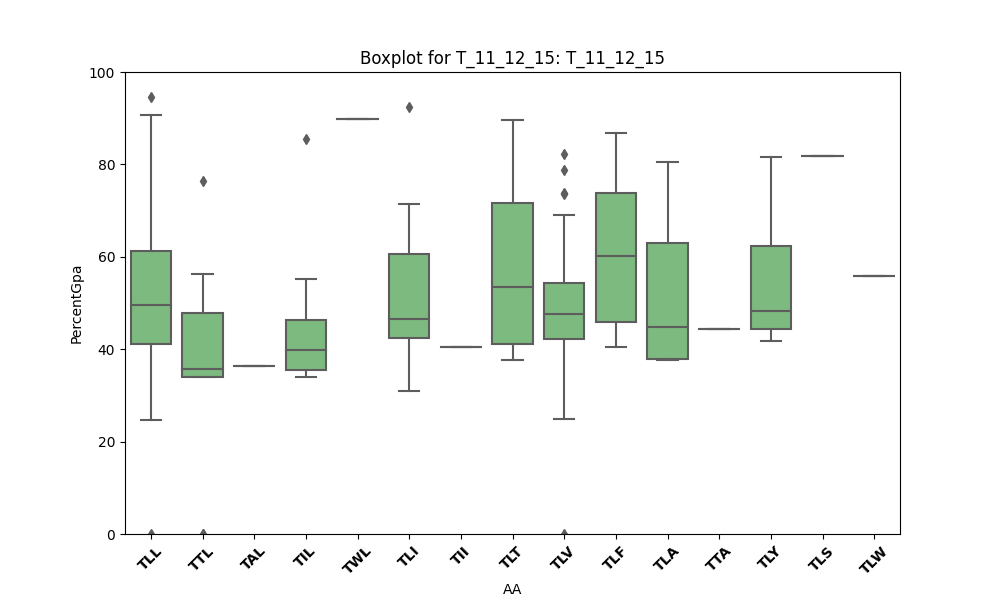 Boxplot for T_11_12_15: T_11_12_15
PercentGpa
100
80
60
40
20
0
TLL TTL TAL TIL TWL TLI TII TLT TLV TLF TLA TTA TLY TLS TLW
AA